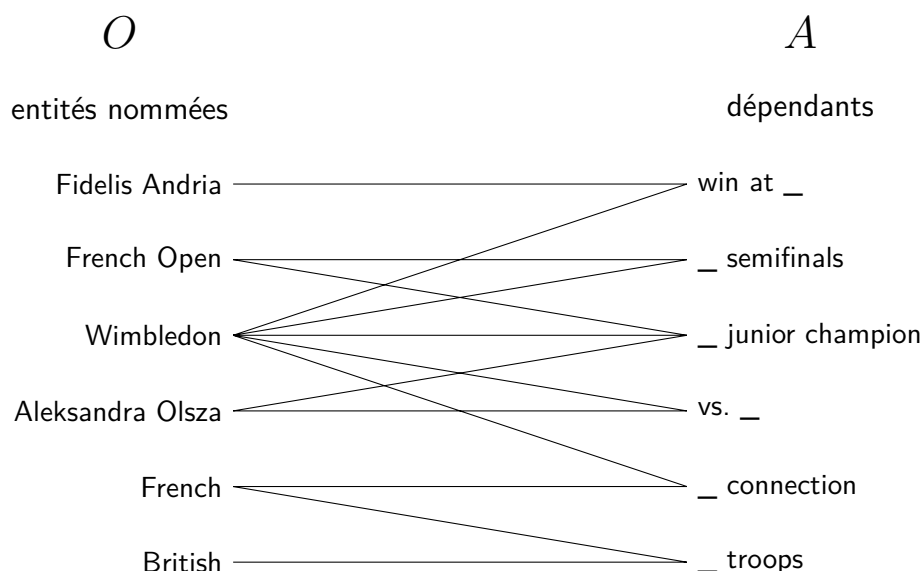 O A
entités nommées dépendants
Fidelis Andria win at _
French Open _ semifinals
Wimbledon _ junior champion
Aleksandra Olsza vs. _
French _ connection
British _ troops